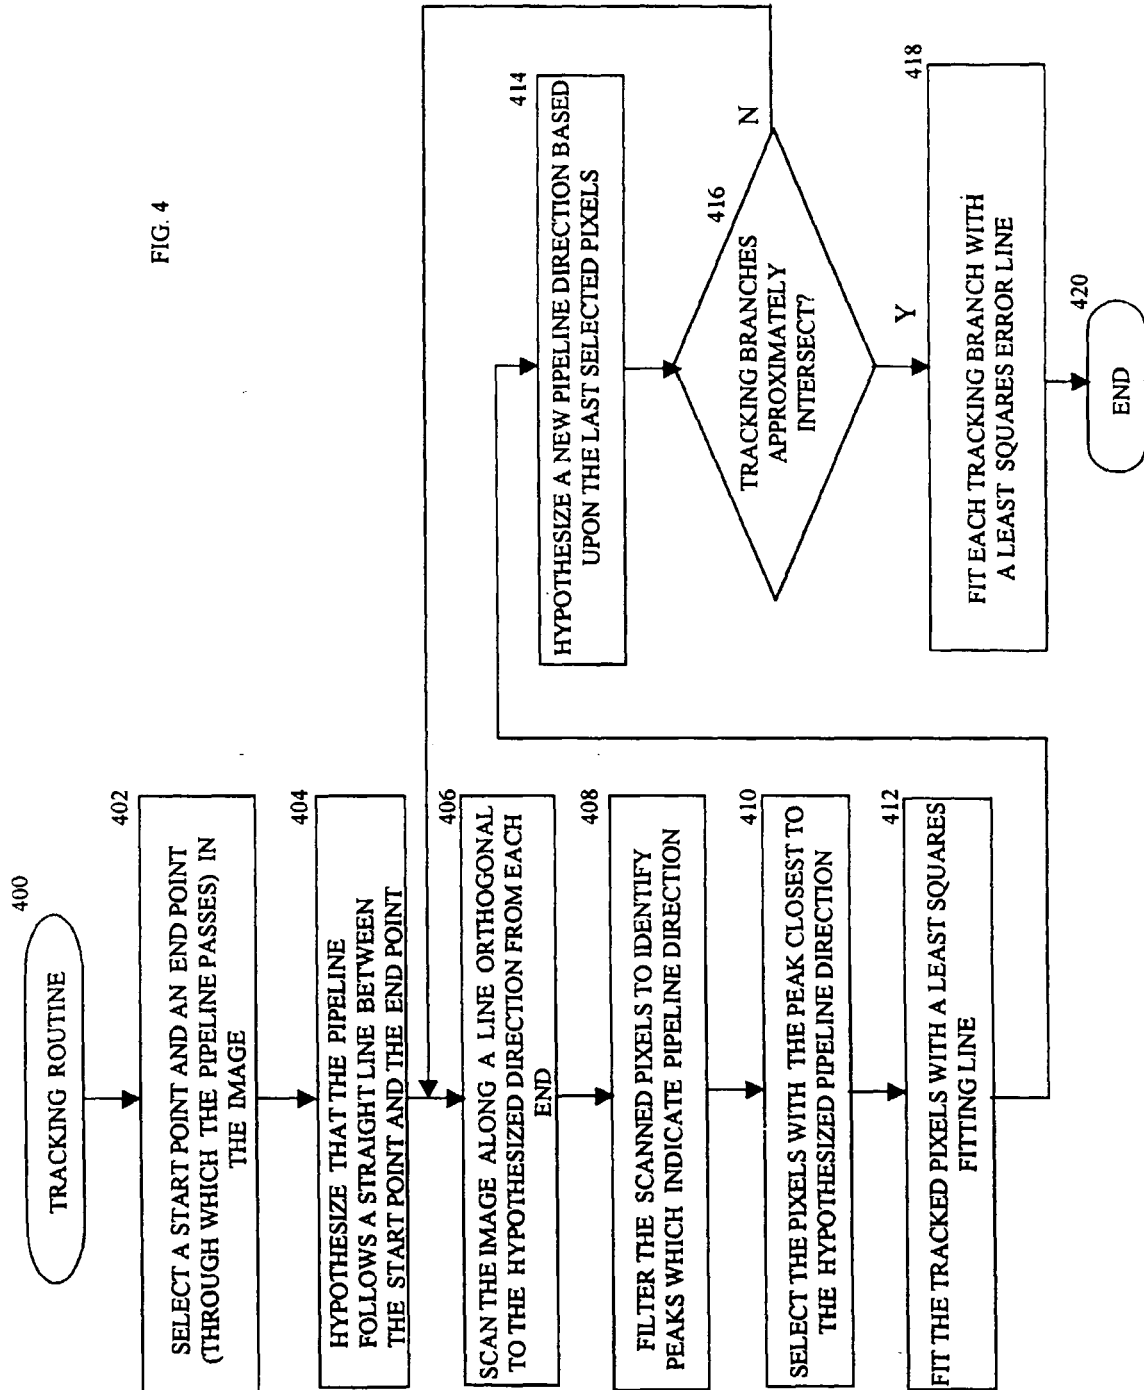 FIG. 4
400
TRACKING ROUTINE
402
SELECT A START POINT AND AN END POINT
(THROUGH WHICH THE PIPELINE PASSES) IN
THE IMAGE
404
HYPOTHESIZE THAT THE PIPELINE
FOLLOWS A STRAIGHT LINE BETWEEN
THE START POINT AND THE END POINT
406
SCAN THE IMAGE ALONG A LINE ORTHOGONAL
TO THE HYPOTHESIZED DIRECTION FROM EACH
END
408
FILTER THE SCANNED PIXELS TO IDENTIFY
PEAKS WHICH INDICATE PIPELINE DIRECTION
410
SELECT THE PIXELS WITH THE PEAK CLOSEST TO
THE HYPOTHESIZED PIPELINE DIRECTION
412
FIT THE TRACKED PIXELS WITH A LEAST SQUARES
FITTING LINE
414
HYPOTHESIZE A NEW PIPELINE DIRECTION BASED
UPON THE LAST SELECTED PIXELS
416
TRACKING BRANCHES
APPROXIMATELY
INTERSECT?
N
Y
418
FIT EACH TRACKING BRANCH WITH
A LEAST SQUARES ERROR LINE
420
END